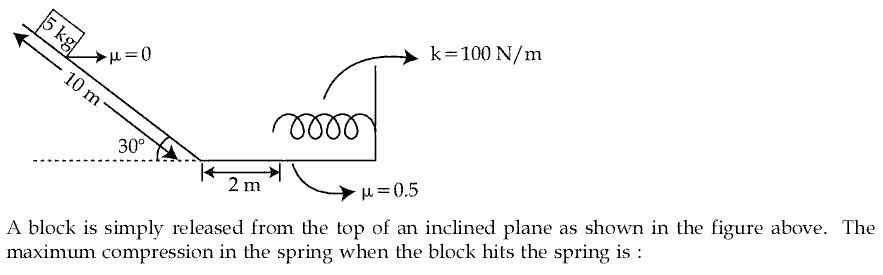 5 kg
μ=0
k=100 N/m
10 m
30°
2 m
μ=0.5
A block is simply released from the top of an inclined plane as shown in the figure above. The
maximum compression in the spring when the block hits the spring is :